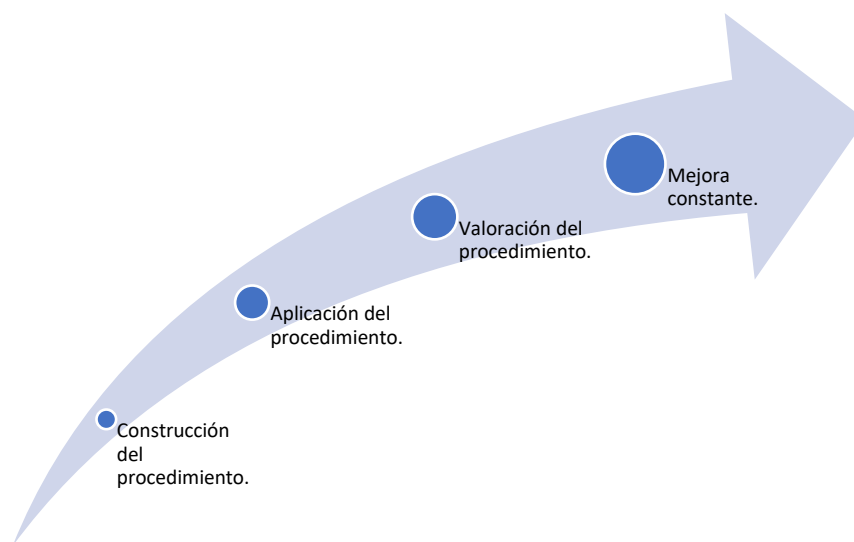 Mejora
constante.
Valoración del
procedimiento.
Aplicación del
procedimiento.
Construcción
del
procedimiento.